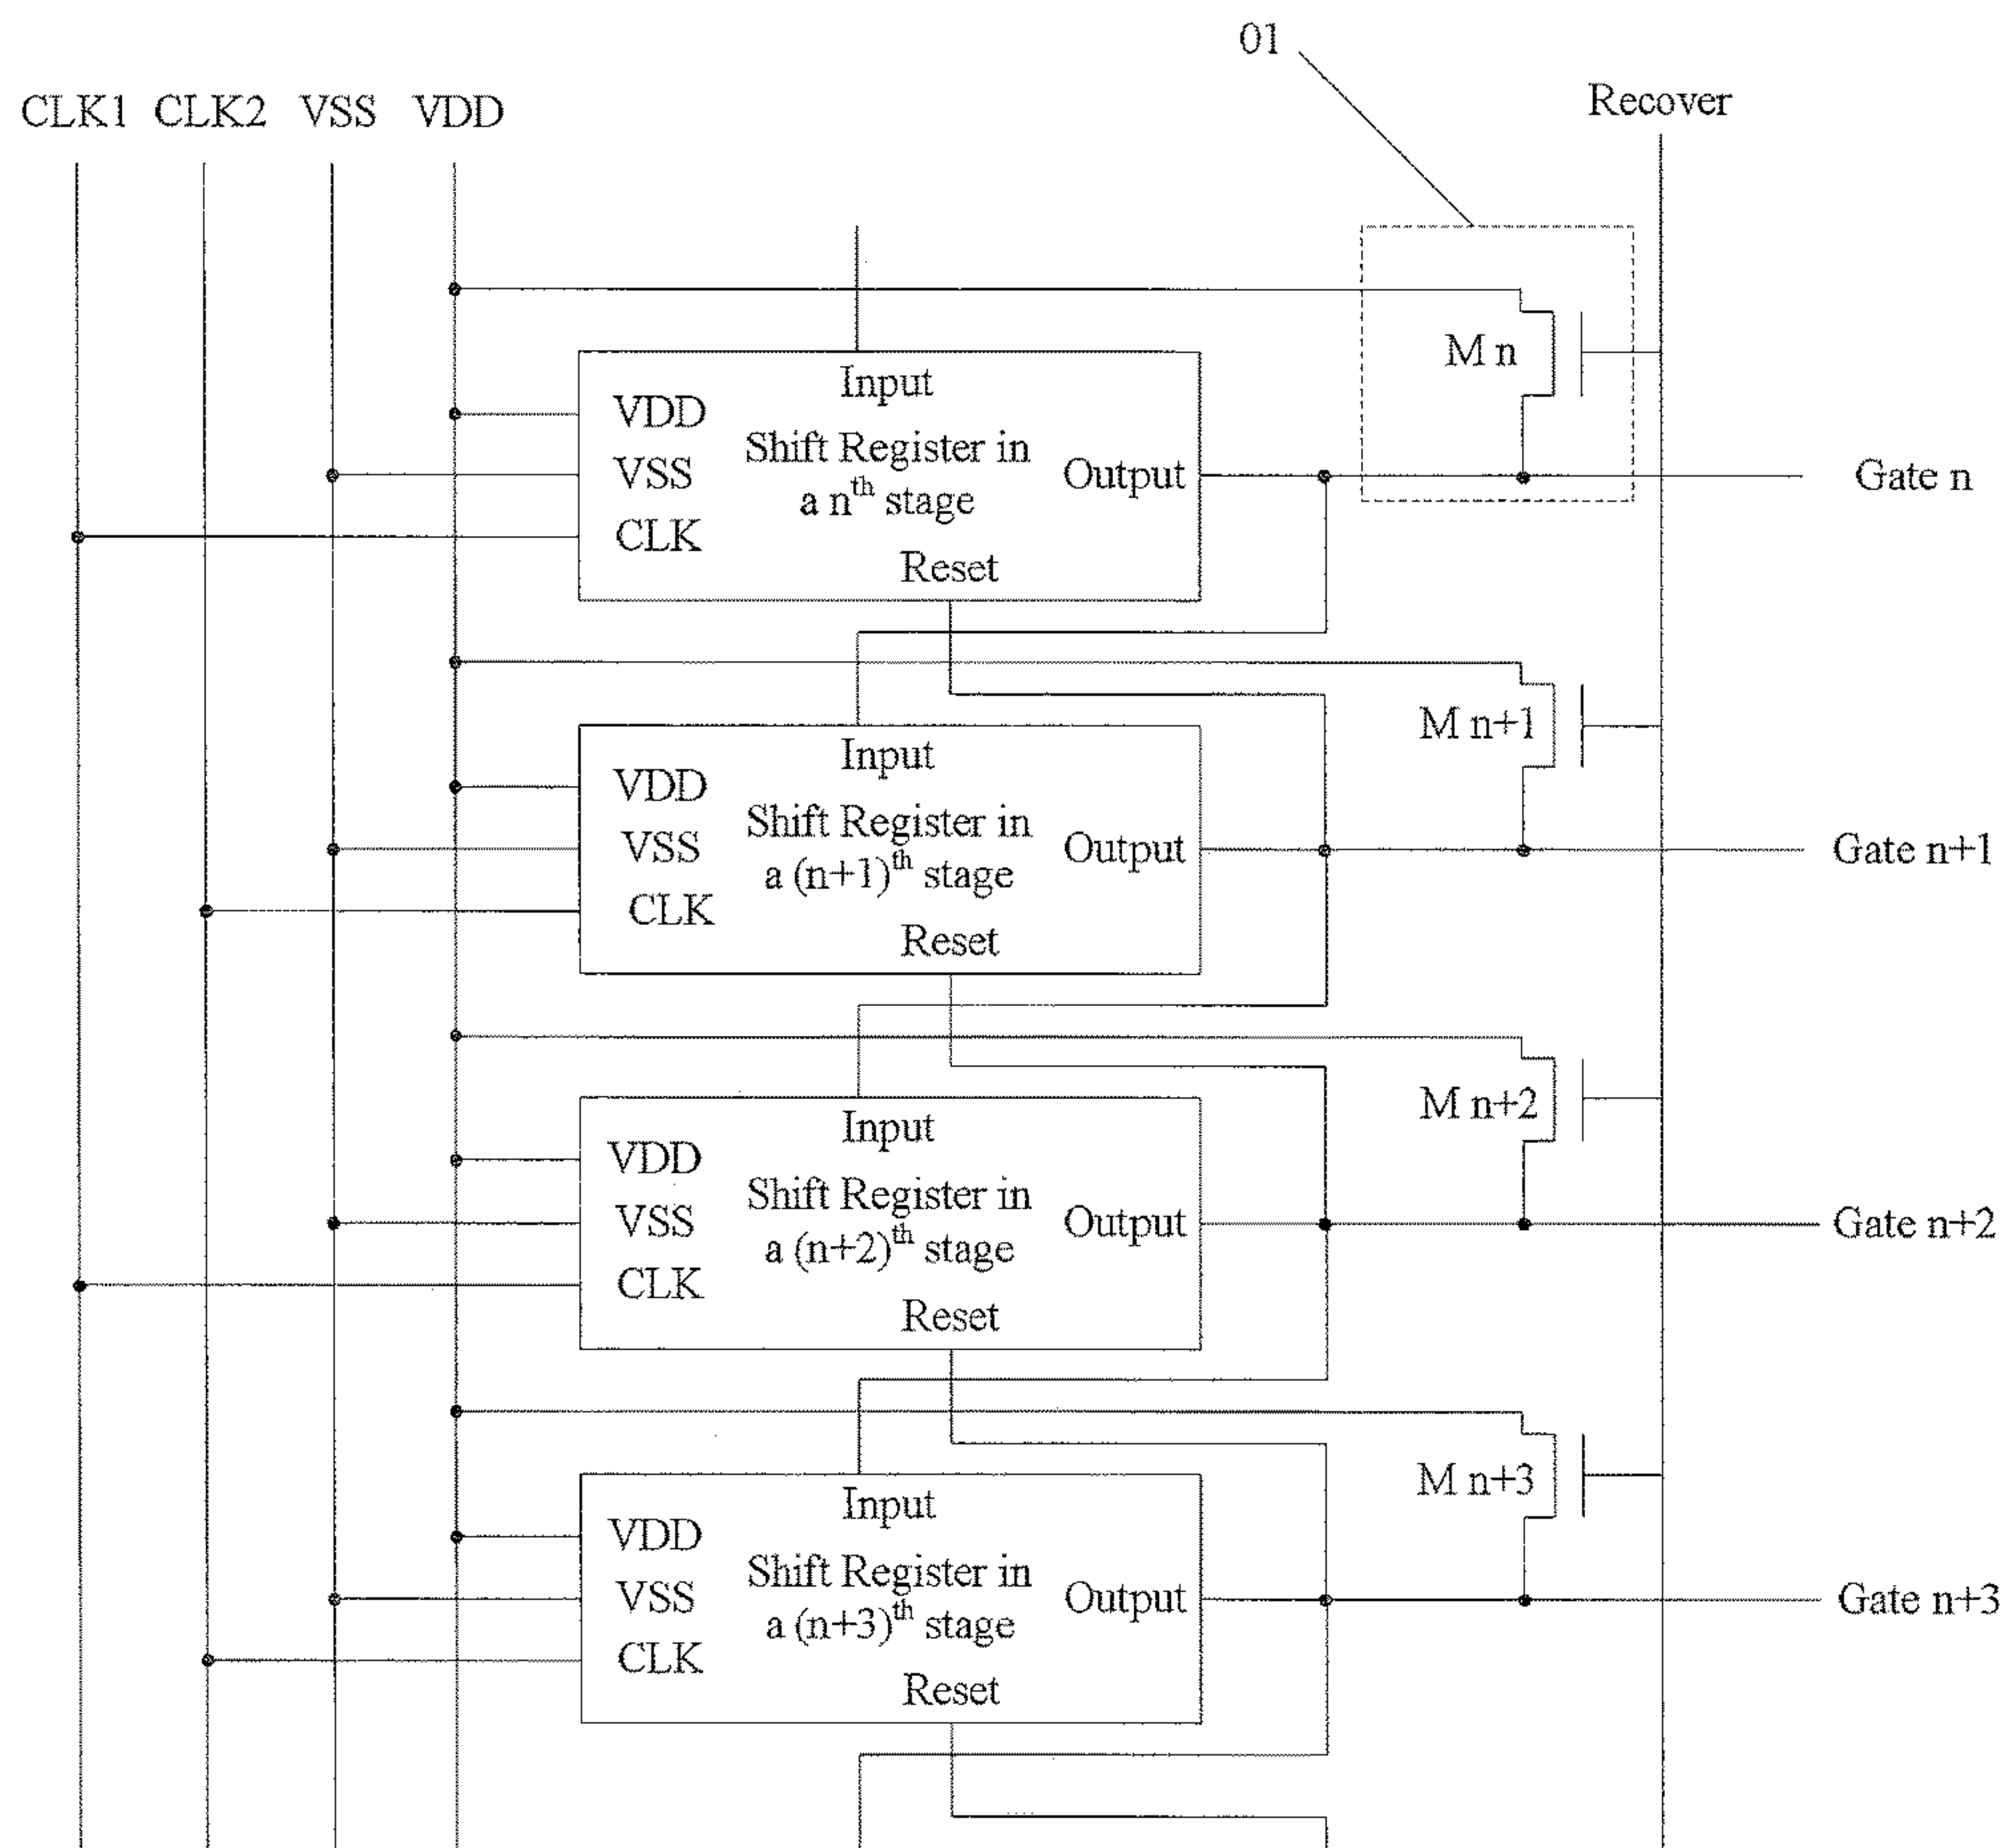 01
CLK1 CLK2 VSS VDD
Recover
M n
Input
VDD
Shift Register in
a nth stage
VSS
Output
Gate n
CLK
Reset
M n+1
Input
VDD
Shift Register in
a (n+1)th stage
VSS
Output
Gate n+1
CLK
Reset
M n+2
Input
VDD
Shift Register in
a (n+2)th stage
VSS
Output
Gate n+2
CLK
Reset
M n+3
Input
VDD
Shift Register in
a (n+3)th stage
VSS
Output
Gate n+3
CLK
Reset